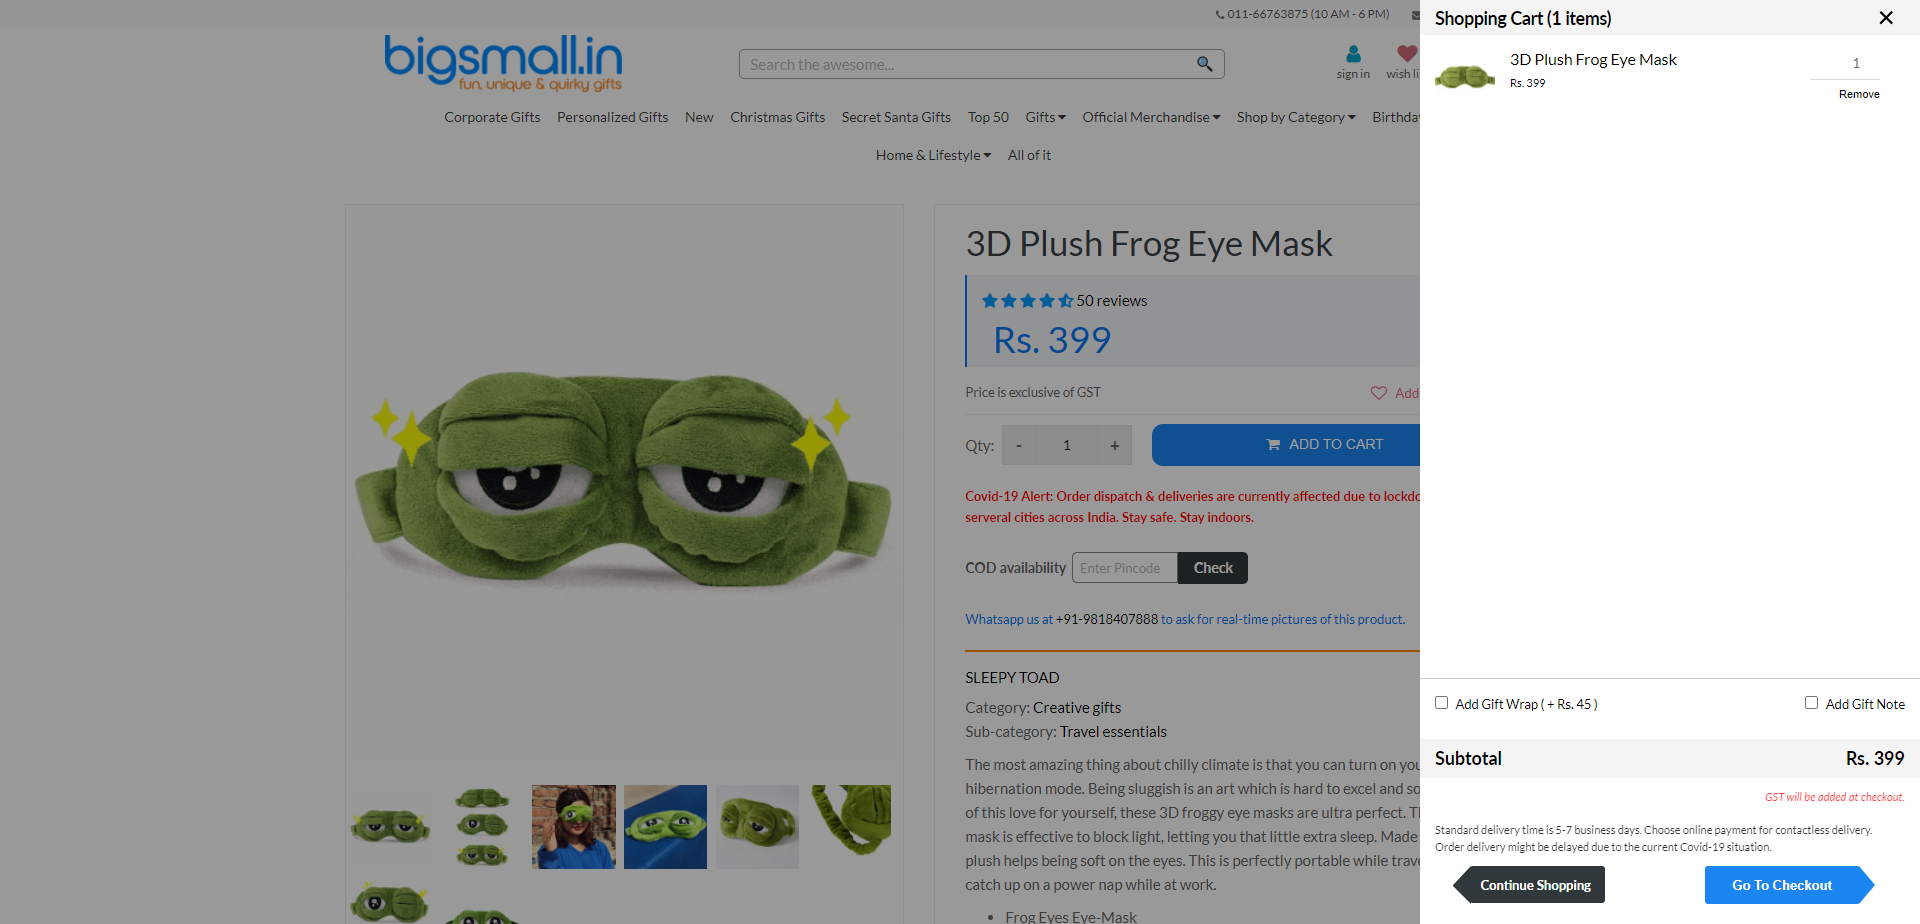 011-66763875 (10 AM - 6 PM)
bigsmall.in
fun, unique & quirky gifts
Search the awesome...
sign in
wish li
Corporate Gifts Personalized Gifts New Christmas Gifts Secret Santa Gifts Top 50 Gifts Official Merchandise Shop by Category Birthda
Home & Lifestyle All of it
3D Plush Frog Eye Mask
50 reviews
Rs. 399
Price is exclusive of GST
Add
Qty: - 1 + ADD TO CART
Covid-19 Alert: Order dispatch & deliveries are currently affected due to lockdo
serveral cities across India. Stay safe. Stay indoors.
COD availability Enter Pincode Check
Whatsapp us at +91-9818407888 to ask for real-time pictures of this product.
SLEEPY TOAD
Category: Creative gifts
Sub-category: Travel essentials
The most amazing thing about chilly climate is that you can turn on you
hibernation mode. Being sluggish is an art which is hard to excel and so
of this love for yourself, these 3D froggy eye masks are ultra perfect. Th
mask is effective to block light, letting you that little extra sleep. Made
plush helps being soft on the eyes. This is perfectly portable while trave
catch up on a power nap while at work.
• Frog Eyes Eye-Mask
Shopping Cart (1 items)
3D Plush Frog Eye Mask
1
Rs. 399
Remove
Add Gift Wrap ( + Rs. 45 )
Add Gift Note
Subtotal Rs. 399
GST will be added at checkout.
Standard delivery time is 5-7 business days. Choose online payment for contactless delivery.
Order delivery might be delayed due to the current Covid-19 situation.
Continue Shopping
Go To Checkout